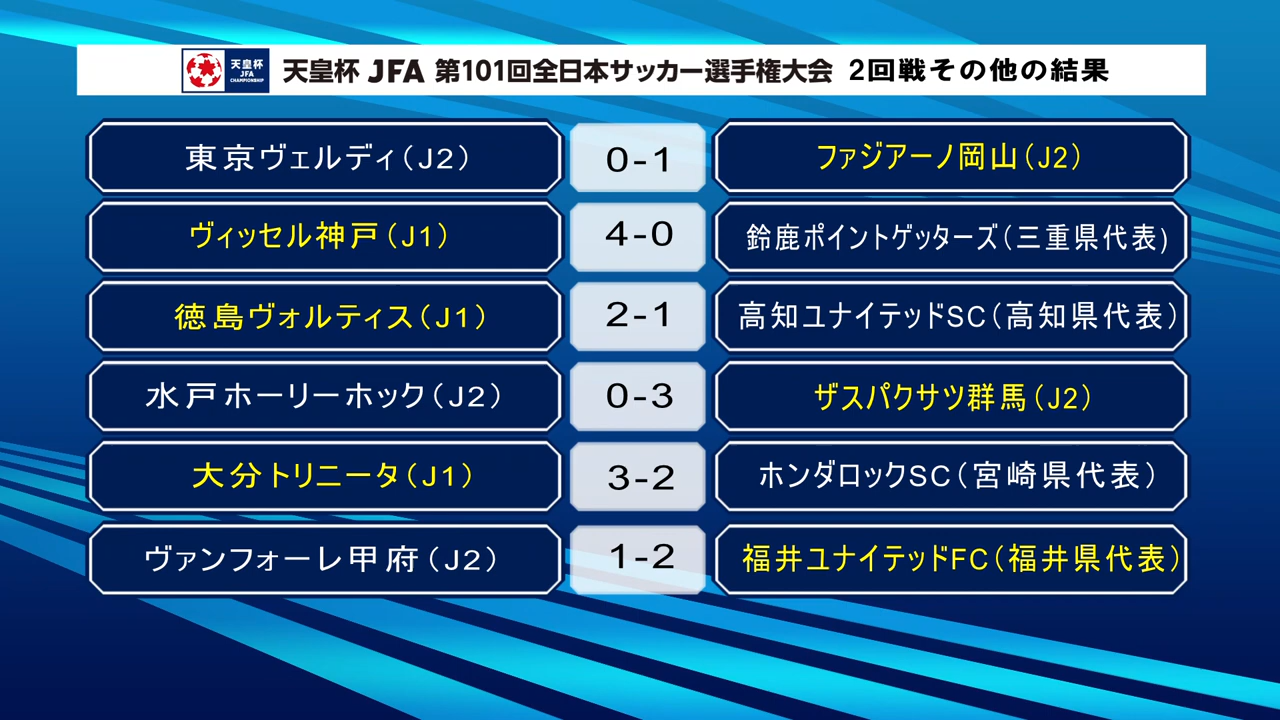 天皇杯
JFA
CHAMPIONSHIP
天皇杯 JFA 第101回全日本サッカー選手権大会 2回戦その他の結果
東京ヴェルディ(J2) 0-1 ファジアーノ岡山(J2)
ヴィッセル神戸(J1) 4-0 鈴鹿ポイントゲッターズ(三重県代表)
徳島ヴォルティス(J1) 2-1 高知ユナイテッドSC(高知県代表)
水戸ホーリーホック(J2) 0-3 ザスパクサツ群馬(J2)
大分トリニータ(J1) 3-2 ホンダロックSC(宮崎県代表)
ヴァンフォーレ甲府(J2) 1-2 福井ユナイテッドFC(福井県代表)